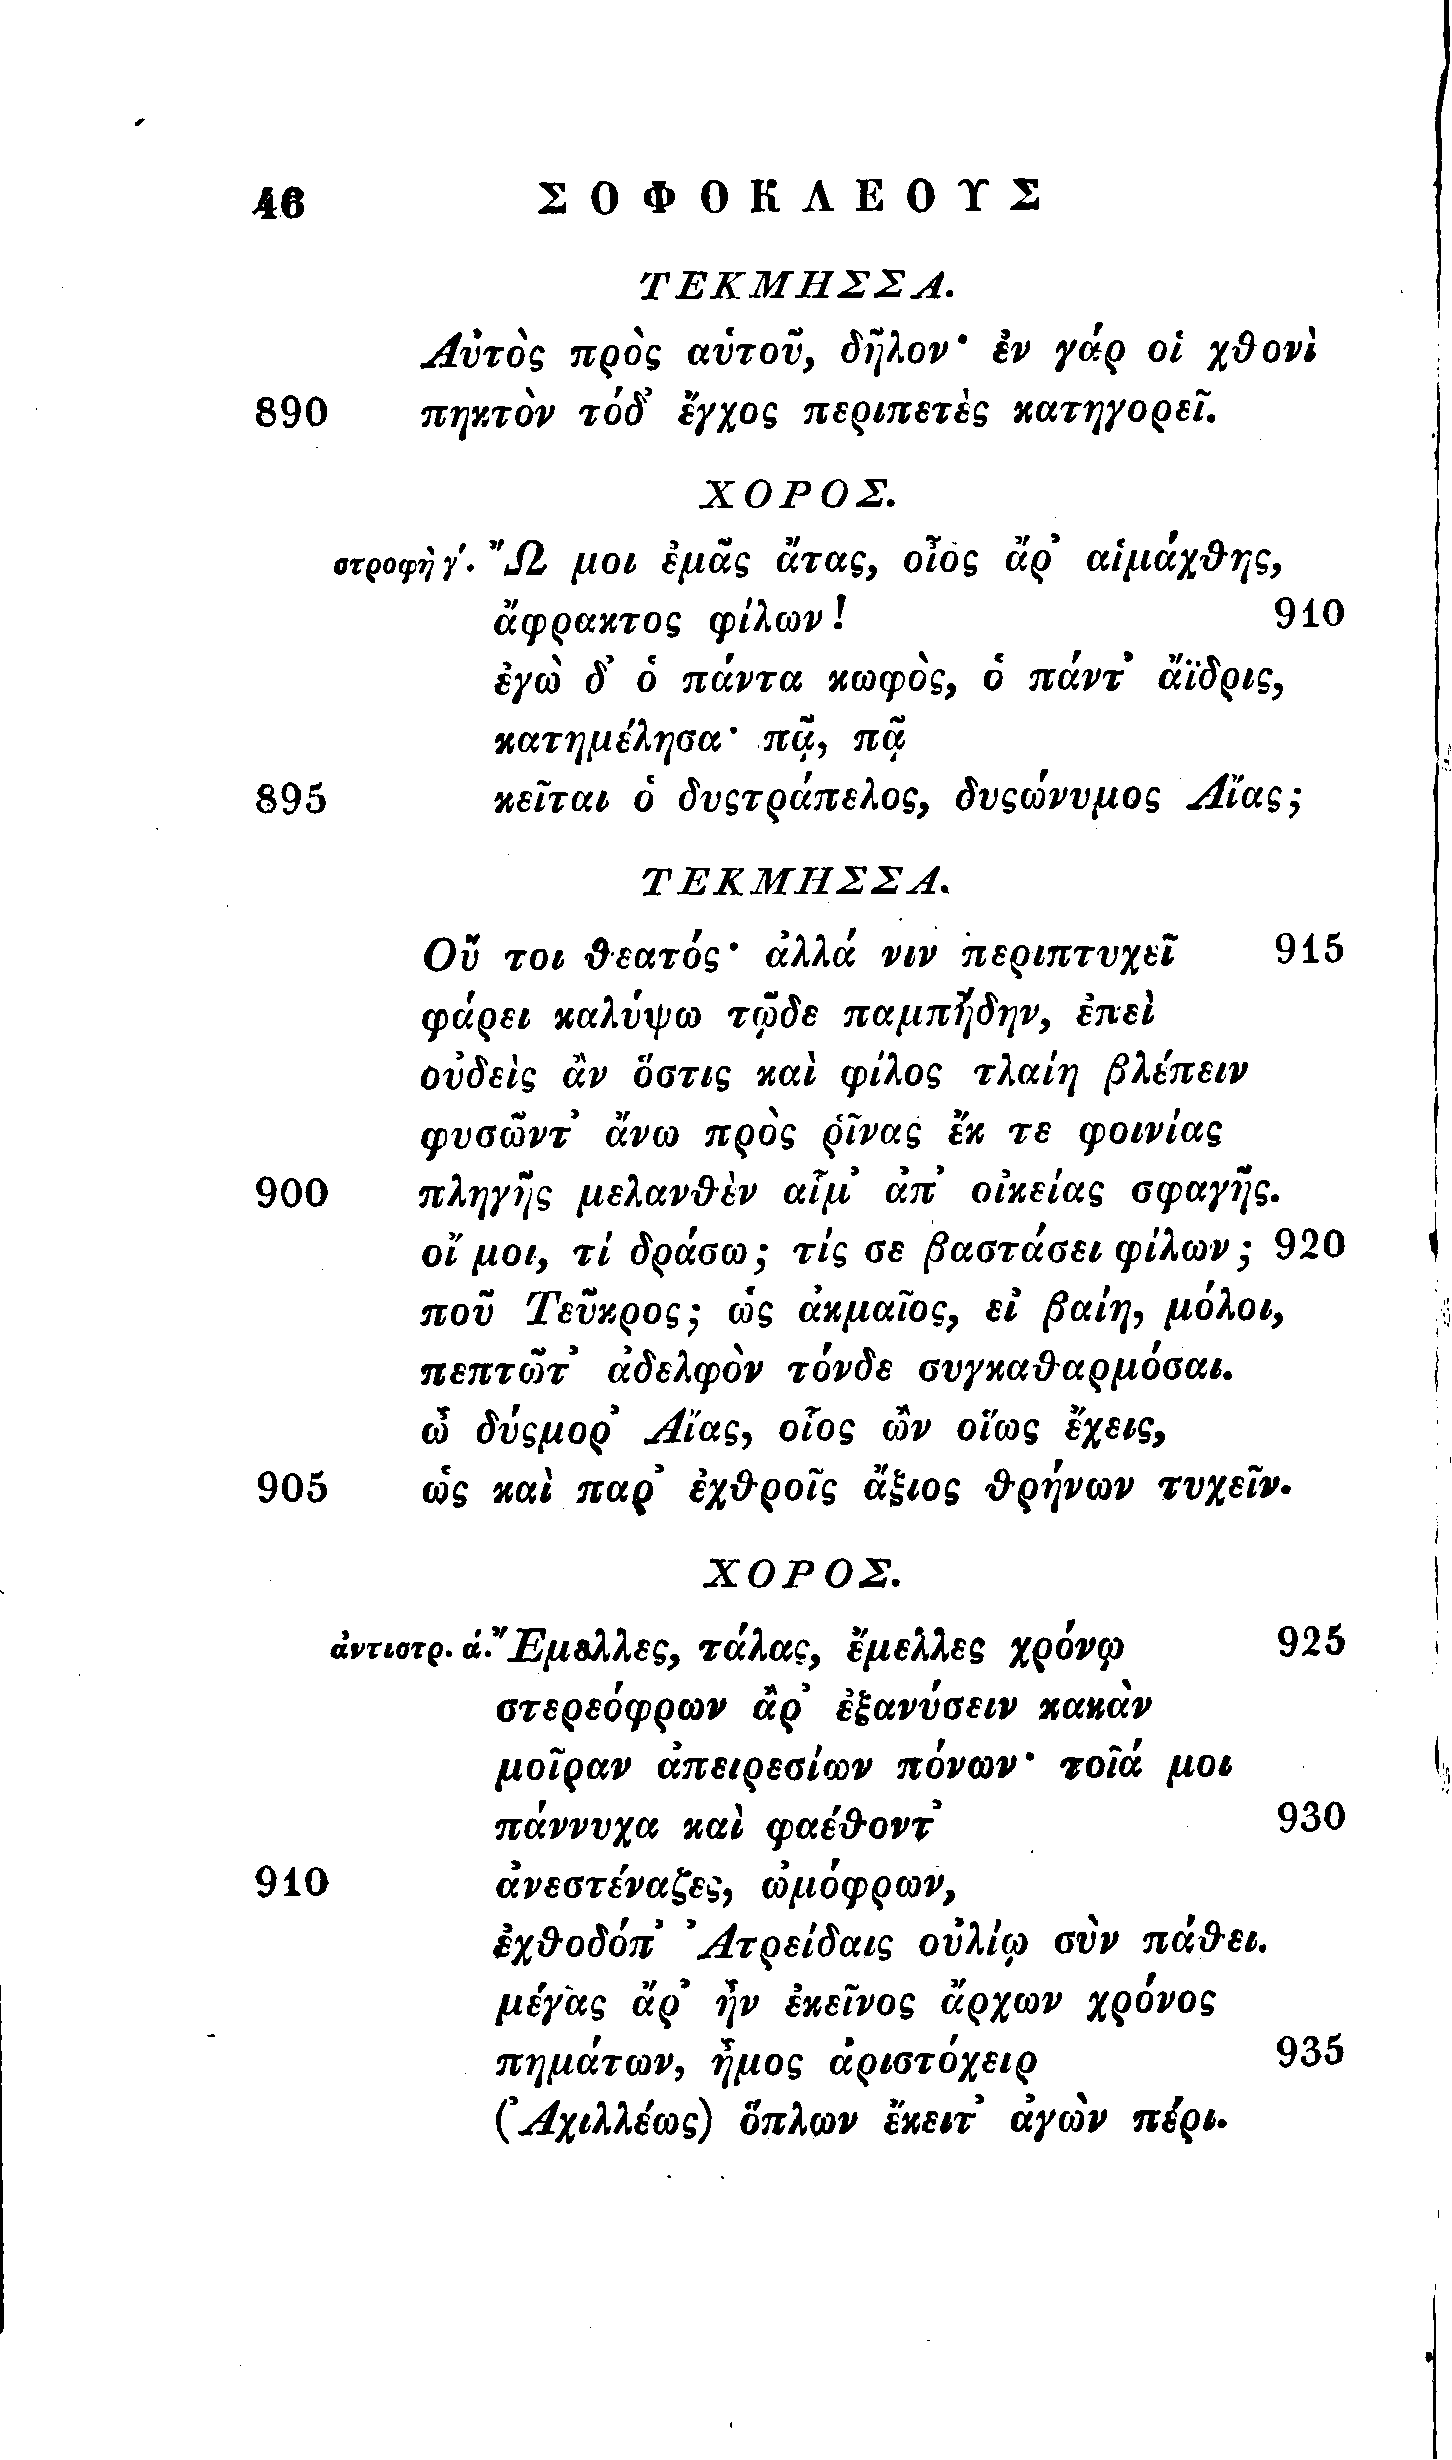 46 ΣΟΦΟΚΛΕΟΥΣ
ΤΕΚΜΗΣΣΑ.
Αὐτὸς πρὸς αὑτοῦ, δῆλον· ἐν γάρ οἱ χθονὶ
890 πηκτὸν τόδ᾽ ἔγχος περιπετὲς κατηγορεῖ.
ΧΟΡΟΣ.
στροφὴ γ΄. Ὤ μοι ἐμᾶς ἄτας, οἶος ἄρ᾽ αἱμάχθης,
ἄφρακτος φίλων! 910
ἐγὼ δ᾽ ὁ πάντα κωφὸς, ὁ πάντ᾽ ἄϊδρις,
κατημέλησα· πᾷ, πᾷ
895 κεῖται ὁ δυςτράπελος, δυςώνυμος Αἴας;
ΤΕΚΜΗΣΣΑ.
Οὔ τοι θεατός· ἀλλά νιν περιπτυχεῖ 915
φάρει καλύψω τῷδε παμπήδην, ἐπεὶ
οὐδεὶς ἂν ὅστις καὶ φίλος τλαίη βλέπειν
φυσῶντ᾽ ἄνω πρὸς ῥῖνας ἔκ τε φοινίας
900 πληγῆς μελανθὲν αἷμ᾽ ἀπ᾽ οἰκείας σφαγῆς.
οἴ μοι, τί δράσω; τίς σε βαστάσει φίλων; 920
ποῦ Τεῦκρος; ὡς ἀκμαῖος, εἰ βαίη, μόλοι,
πεπτῶτ᾽ ἀδελφὸν τόνδε συγκαθαρμόσαι.
ὦ δύςμορ᾽ Αἴας, οἷος ὢν οἵως ἔχεις,
905 ὡς καὶ παρ᾽ ἐχθροῖς ἄξιος θρήνων τυχεῖν.
ΧΟΡΟΣ.
ἀντιστρ. ά. Ἔμελλες, τάλας, ἔμελλες χρόνῳ 925
στερεόφρων ἂρ᾽ ἐξανύσειν κακὰν
μοῖραν ἀπειρεσίων πόνων· τοῖά μοι
πάννυχα καὶ φαέθοντ᾽ 930
910 ἀνεστέναζες, ὠμόφρων,
ἐχθοδόπ᾽ Ἀτρείδαις οὐλίῳ σὺν πάθει.
μέγας ἄρ᾽ ἦν ἐκεῖνος ἄρχων χρόνος
πημάτων, ἦμος ἀριστόχειρ 935
(Ἀχιλλέως) ὅπλων ἔκειτ᾽ ἀγὼν πέρι.